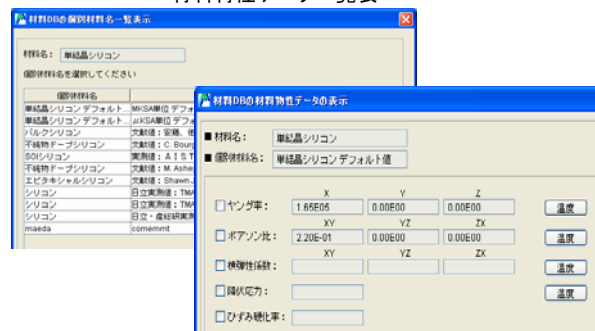 材料DBの個別材料名一覧表示
材料名： 単結晶シリコン
個別材料名を選択してください
個別材料名
単結晶シリコン デフォルト... MKSA単位 デフォ
単結晶シリコン デフォルト... μKSA単位 デフォ
バルクシリコン 文献値：安藤、他
不純物ドープシリコン 文献値：C. Bourg
SOIシリコン 実測値：AIST
不純物ドープシリコン 文献値：M. Ashe
エピタキシャルシリコン 文献値：Shawn J
シリコン 日立実測値：TMA
シリコン 日立実測値：TMA
シリコン 日立・産総研実測
maeda comemmt
材料DBの材料物性データの表示
■ 材料名： 単結晶シリコン
■ 個別材料名： 単結晶シリコン デフォルト値
X Y Z
ヤング率： 1.65E05 0.00E00 0.00E00 温度
XY YZ ZX
ポアソン比： 2.20E-01 0.00E00 0.00E00 温度
XY YZ ZX
横弾性係数： 温度
降伏応力： 温度
ひずみ硬化率：